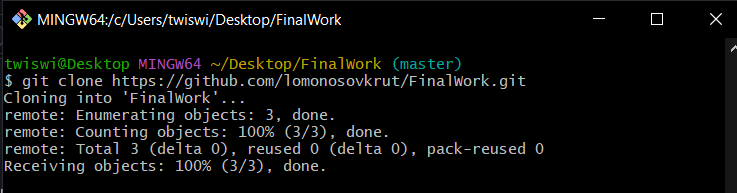 MINGW64:/c/Users/twiswi/Desktop/FinalWork
twiswi@Desktop MINGW64 ~/Desktop/FinalWork (master)
$ git clone https://github.com/lomonosovkrut/FinalWork.git
Cloning into 'FinalWork'...
remote: Enumerating objects: 3, done.
remote: Counting objects: 100% (3/3), done.
remote: Total 3 (delta 0), reused 0 (delta 0), pack-reused 0
Receiving objects: 100% (3/3), done.